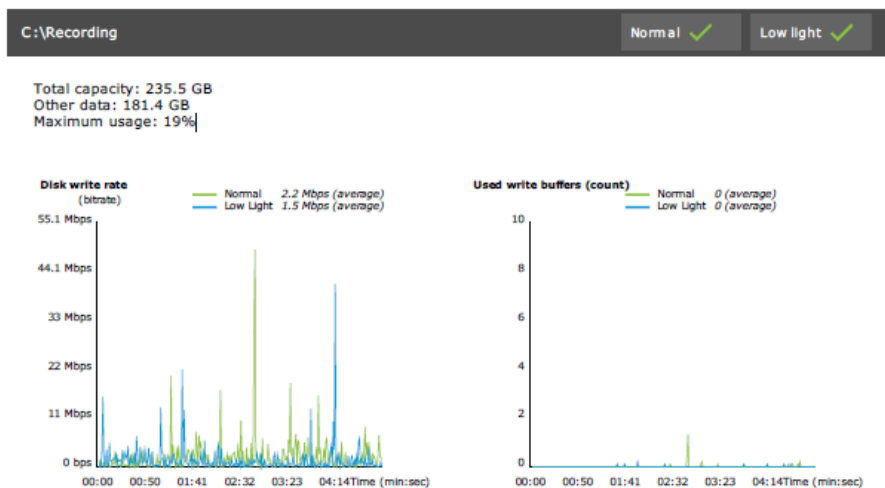 C:\Recording
Normal
Low light
Total capacity: 235.5 GB
Other data: 181.4 GB
Maximum usage: 19%
Disk write rate
(bitrate)
Normal 2.2 Mbps (average)
Low Light 1.5 Mbps (average)
55.1 Mbps
44.1 Mbps
33 Mbps
22 Mbps
11 Mbps
0 bps
00:00 00:50 01:41 02:32 03:23 04:14Time (min:sec)
Used write buffers (count)
Normal 0 (average)
Low Light 0 (average)
10
8
6
4
2
0
00:00 00:50 01:41 02:32 03:23 04:14Time (min:sec)